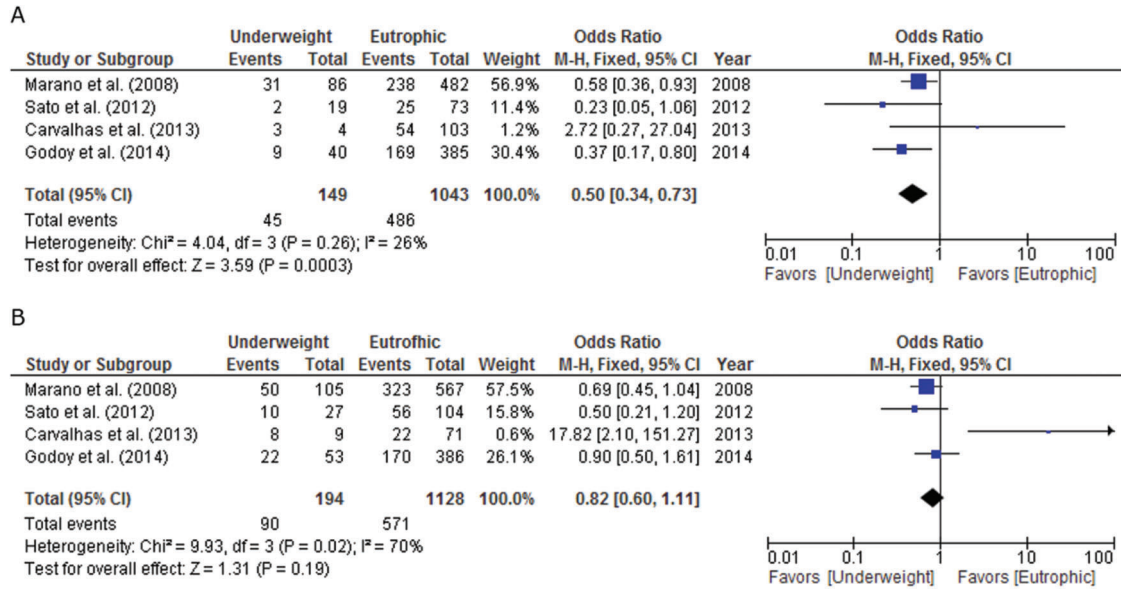 A
Underweight Eutrophic Odds Ratio Odds Ratio
Study or Subgroup Events Total Events Total Weight M-H, Fixed, 95% CI Year M-H, Fixed, 95% CI
Marano et al. (2008) 31 86 238 482 56.9% 0.58 [0.36, 0.93] 2008
Sato et al. (2012) 2 19 25 73 11.4% 0.23 [0.05, 1.06] 2012
Carvalhas et al. (2013) 3 4 54 103 1.2% 2.72 [0.27, 27.04] 2013
Godoy et al. (2014) 9 40 169 385 30.4% 0.37 [0.17, 0.80] 2014
Total (95% CI) 149 1043 100.0% 0.50 [0.34, 0.73]
Total events 45 486
Heterogeneity: Chi² = 4.04, df = 3 (P = 0.26); I² = 26%
Test for overall effect: Z = 3.59 (P = 0.0003)
0.01 0.1 1 10 100
Favors [Underweight] Favors [Eutrophic]
B
Underweight Eutrofhic Odds Ratio Odds Ratio
Study or Subgroup Events Total Events Total Weight M-H, Fixed, 95% CI Year M-H, Fixed, 95% CI
Marano et al. (2008) 50 105 323 567 57.5% 0.69 [0.45, 1.04] 2008
Sato et al. (2012) 10 27 56 104 15.8% 0.50 [0.21, 1.20] 2012
Carvalhas et al. (2013) 8 9 22 71 0.6% 17.82 [2.10, 151.27] 2013
Godoy et al. (2014) 22 53 170 386 26.1% 0.90 [0.50, 1.61] 2014
Total (95% CI) 194 1128 100.0% 0.82 [0.60, 1.11]
Total events 90 571
Heterogeneity: Chi² = 9.93, df = 3 (P = 0.02); I² = 70%
Test for overall effect: Z = 1.31 (P = 0.19)
0.01 0.1 1 10 100
Favors [Underweight] Favors [Eutrophic]